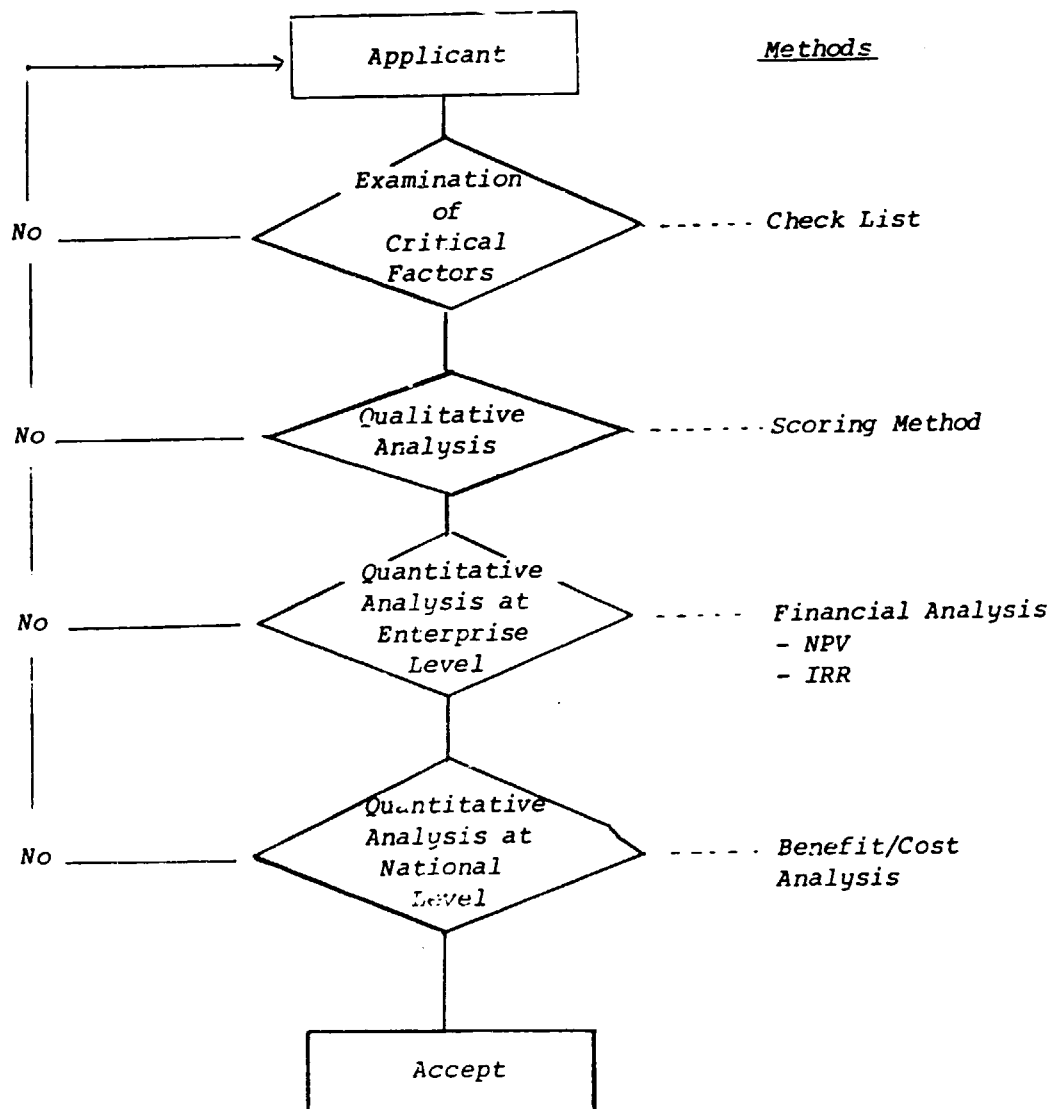 Applicant
Methods
Examination
of
Critical
Factors
No
Check List
Qualitative
Analysis
No
Scoring Method
Quantitative
Analysis at
Enterprise
Level
No
Financial Analysis
- NPV
- IRR
Quantitative
Analysis at
National
Level
No
Benefit/Cost
Analysis
Accept